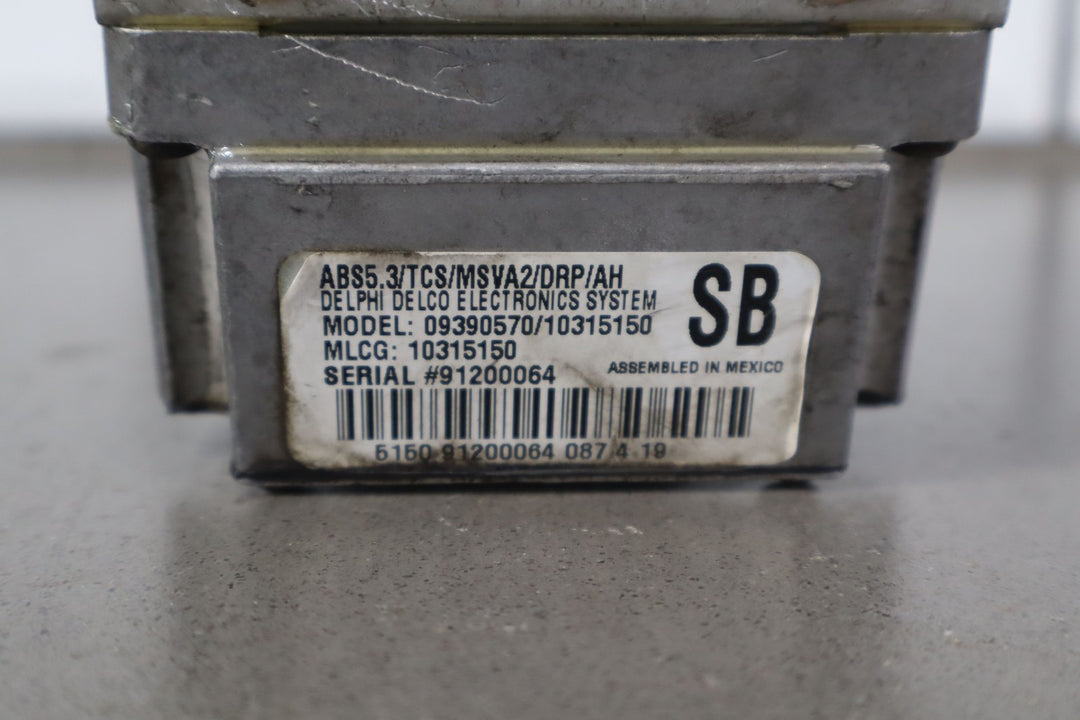 ABS5.3/TCS/MSVA2/DRP/AH
DELPHI DELCO ELECTRONICS SYSTEM
MODEL: 09390570/10315150
MLCG: 10315150
SERIAL #91200064
SB
ASSEMBLED IN MEXICO
5150 91200064 087 4 19